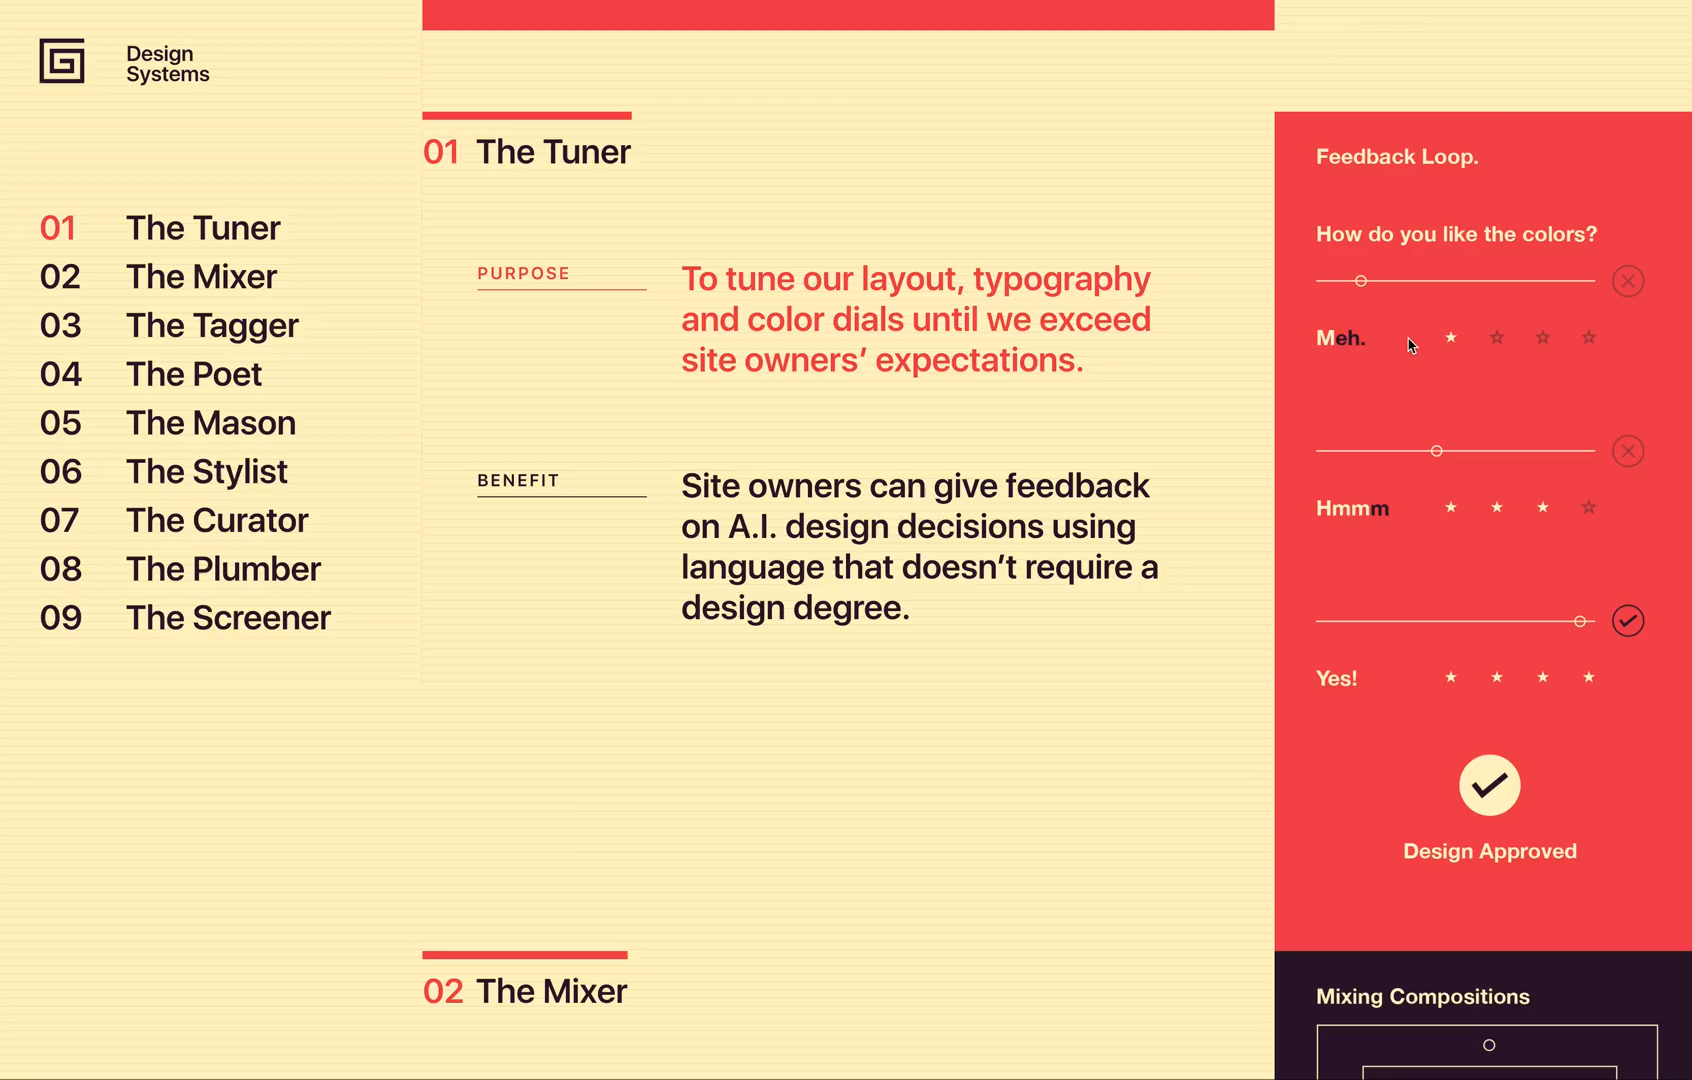 Design
Systems
01 The Tuner
02 The Mixer
03 The Tagger
04 The Poet
05 The Mason
06 The Stylist
07 The Curator
08 The Plumber
09 The Screener
01 The Tuner
PURPOSE
To tune our layout, typography
and color dials until we exceed
site owners’ expectations.
BENEFIT
Site owners can give feedback
on A.I. design decisions using
language that doesn’t require a
design degree.
02 The Mixer
Feedback Loop.
How do you like the colors?
Meh.
Hmmm
Yes!
Design Approved
Mixing Compositions